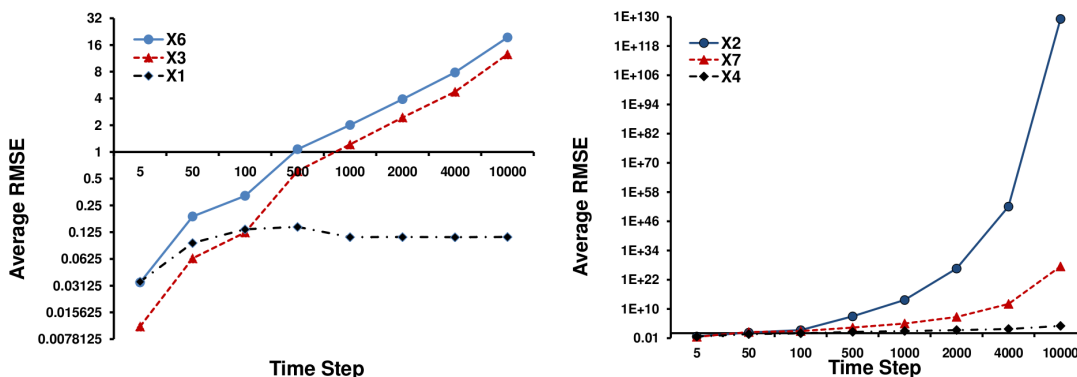 32
16
8
4
2
1
0.5
0.25
0.125
0.0625
0.03125
0.015625
0.0078125
Average RMSE
X6
X3
X1
5 50 100 500 1000 2000 4000 10000
Time Step
1E+130
1E+118
1E+106
1E+94
1E+82
1E+70
1E+58
1E+46
1E+34
1E+22
1E+10
0.01
Average RMSE
X2
X7
X4
5 50 100 500 1000 2000 4000 10000
Time Step